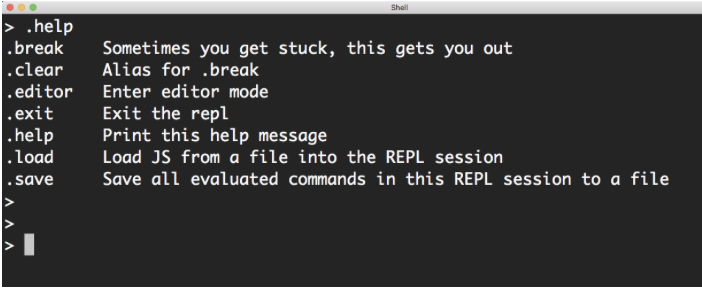 Shell
> .help
.break    Sometimes you get stuck, this gets you out
.clear    Alias for .break
.editor   Enter editor mode
.exit     Exit the repl
.help     Print this help message
.load     Load JS from a file into the REPL session
.save     Save all evaluated commands in this REPL session to a file
>
>
>